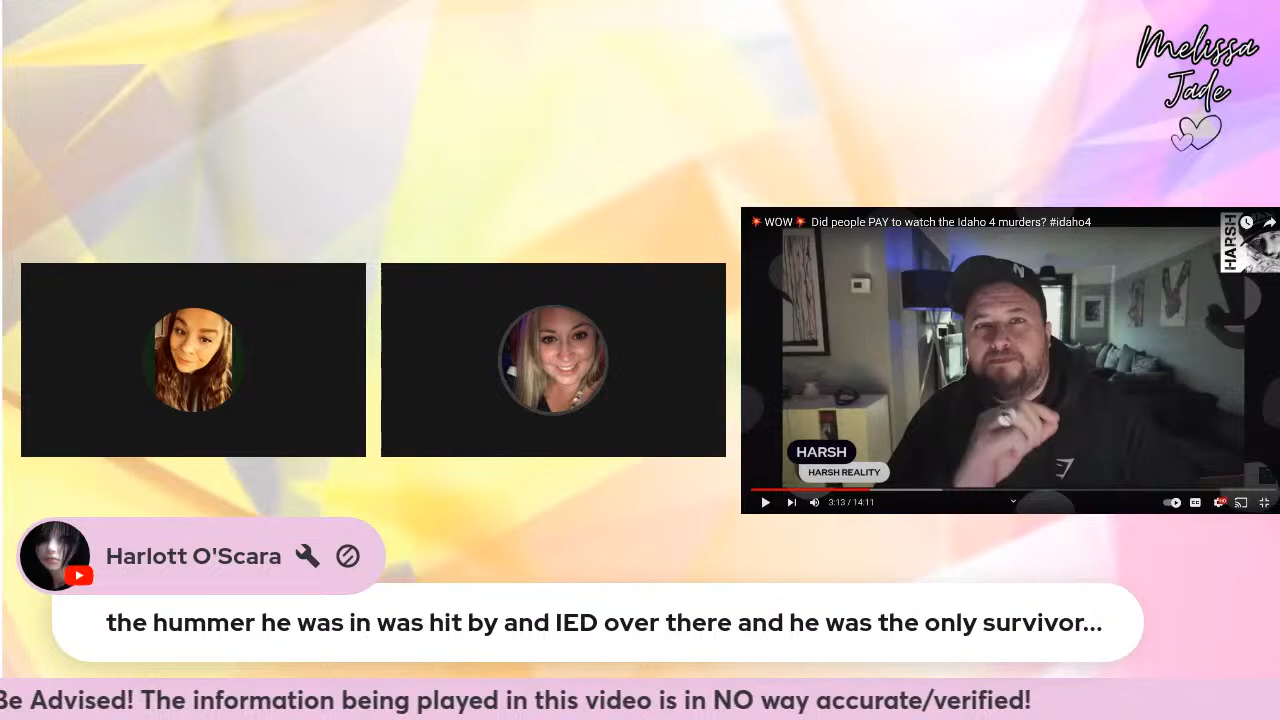 Melissa
Jade
💥 WOW 💥 Did people PAY to watch the Idaho 4 murders? #idaho4
HARSH
N
HARSH
HARSH REALITY
3:13 / 14:11
CC
HD
Harlott O'Scara
the hummer he was in was hit by and IED over there and he was the only survivor...
Be Advised! The information being played in this video is in NO way accurate/verified!